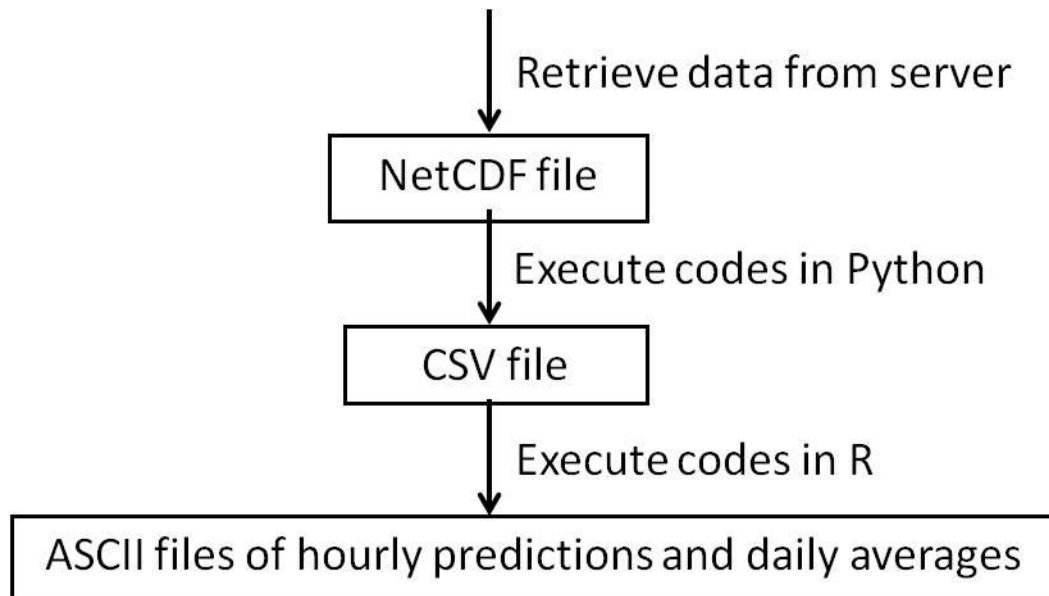 Retrieve data from server
NetCDF file
Execute codes in Python
CSV file
Execute codes in R
ASCII files of hourly predictions and daily averages